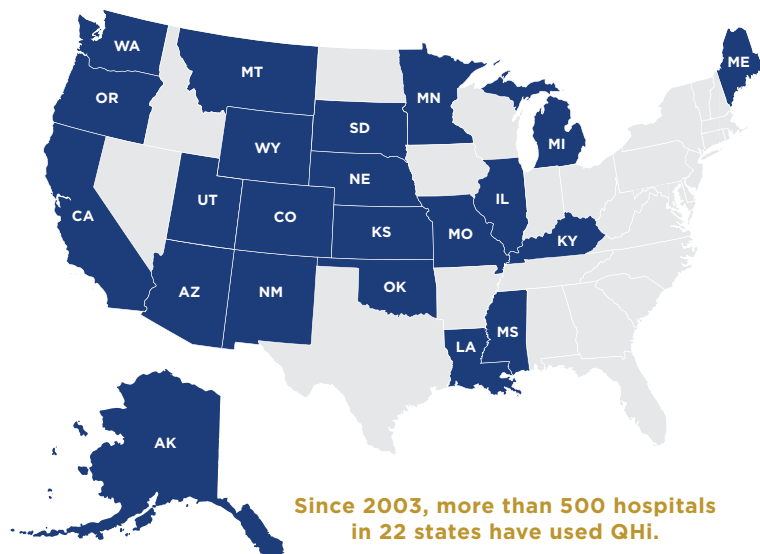 WA
ME
MT
OR
MN
SD
MI
WY
NE
IL
UT
CO
CA
KS
MO
KY
AZ
NM
OK
MS
LA
AK
Since 2003, more than 500 hospitals
in 22 states have used QHi.